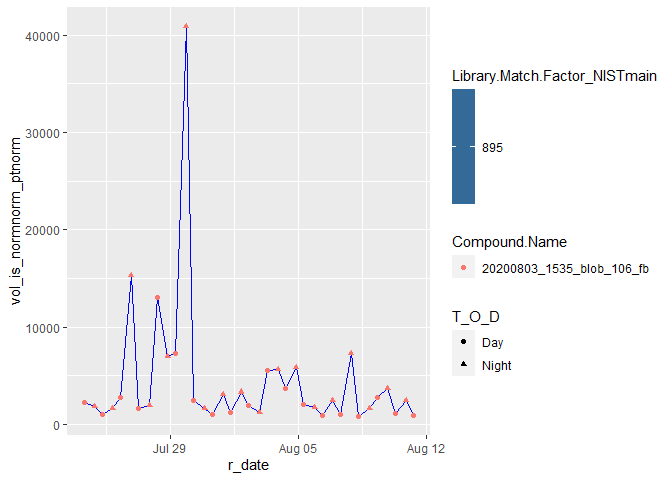 40000
30000
20000
10000
0
vol_is_normnorm_ptnorm
Jul 29
Aug 05
Aug 12
r_date
Library.Match.Factor_NISTmain
895
Compound.Name
20200803_1535_blob_106_fb
T_O_D
Day
Night